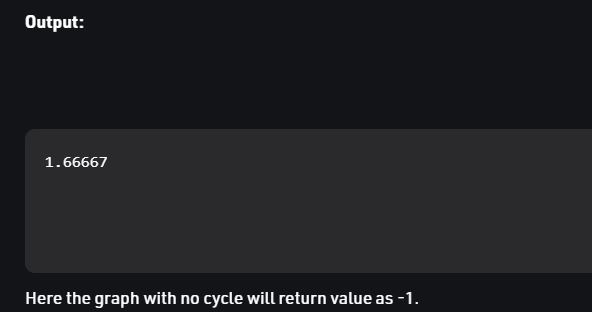 Output:
1.66667
Here the graph with no cycle will return value as -1.